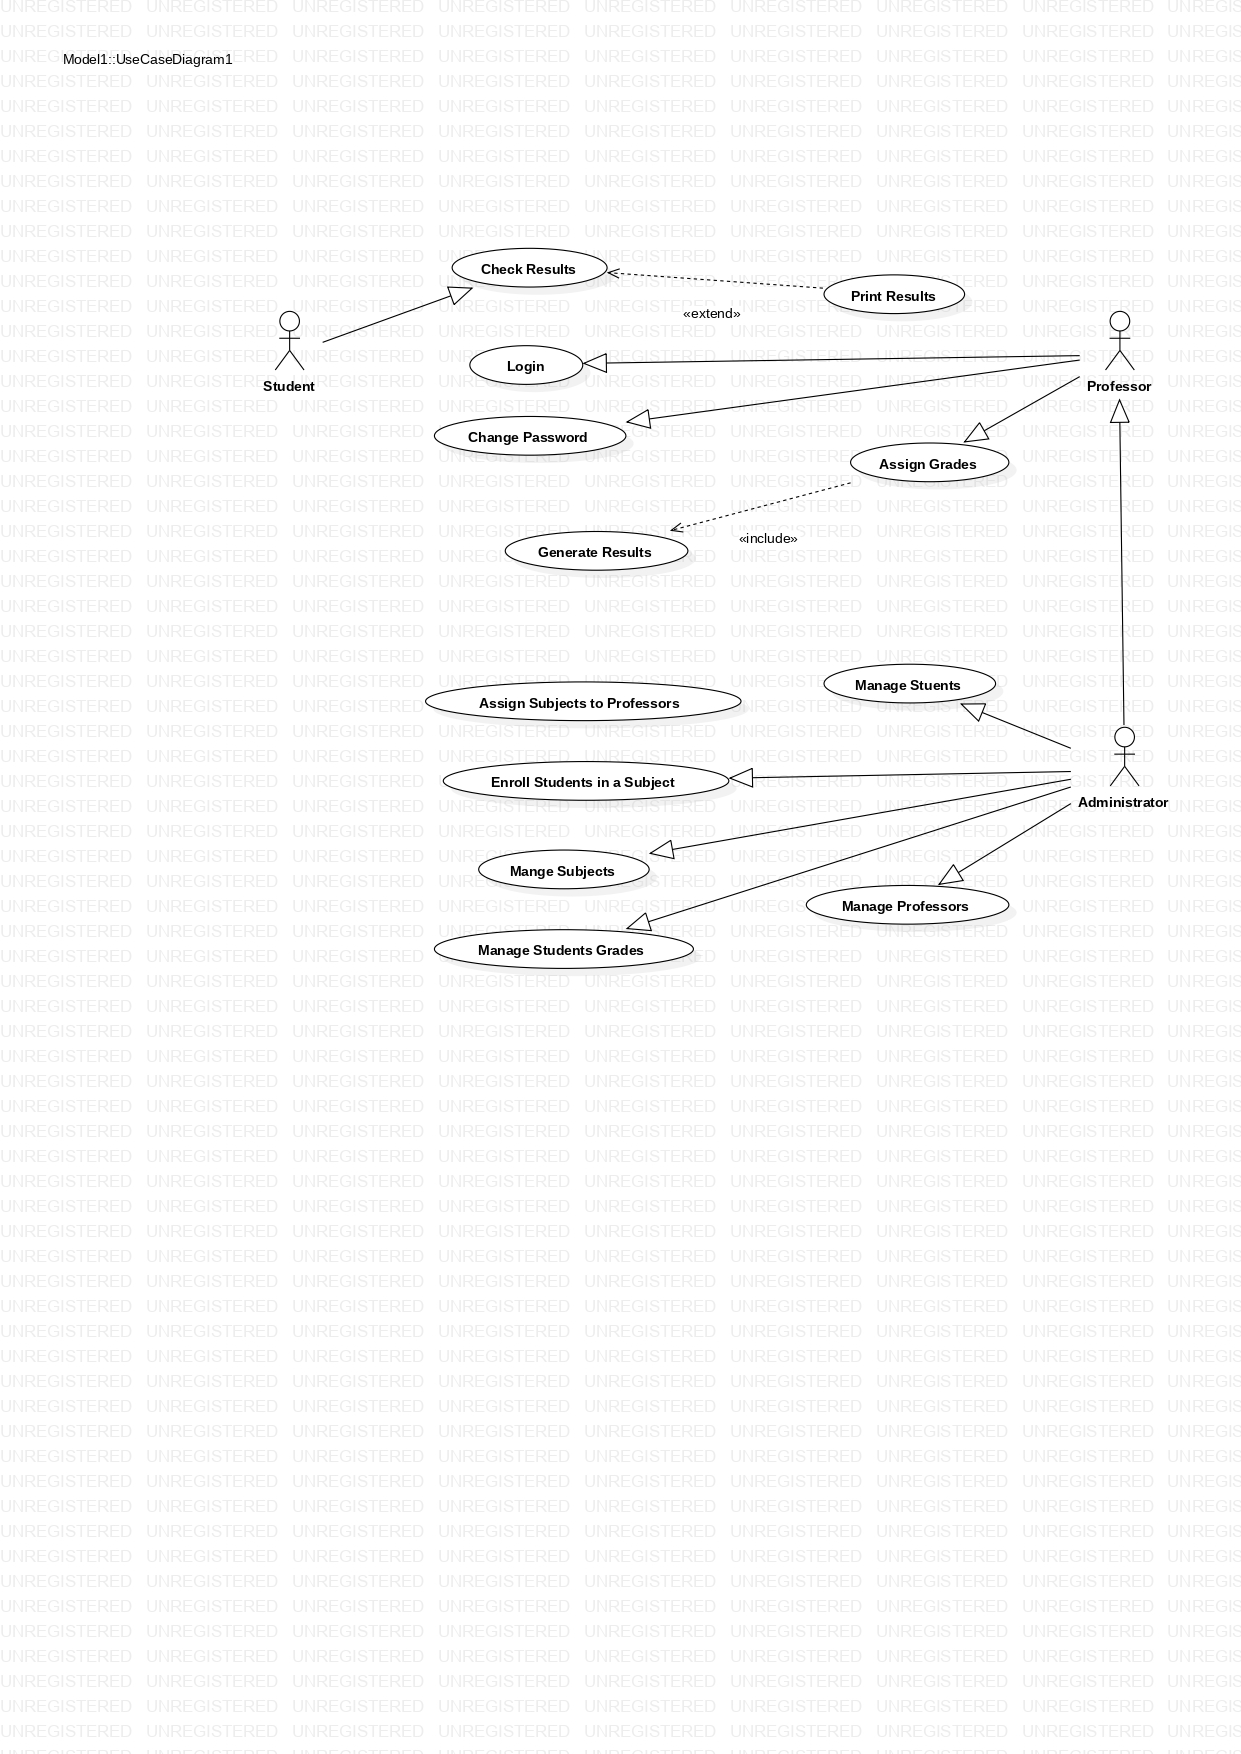 Model1::UseCaseDiagram1
Check Results
Print Results
«extend»
Login
Student
Professor
Change Password
Assign Grades
«include»
Generate Results
Manage Stuents
Assign Subjects to Professors
Enroll Students in a Subject
Administrator
Mange Subjects
Manage Professors
Manage Students Grades
UNREGISTERED